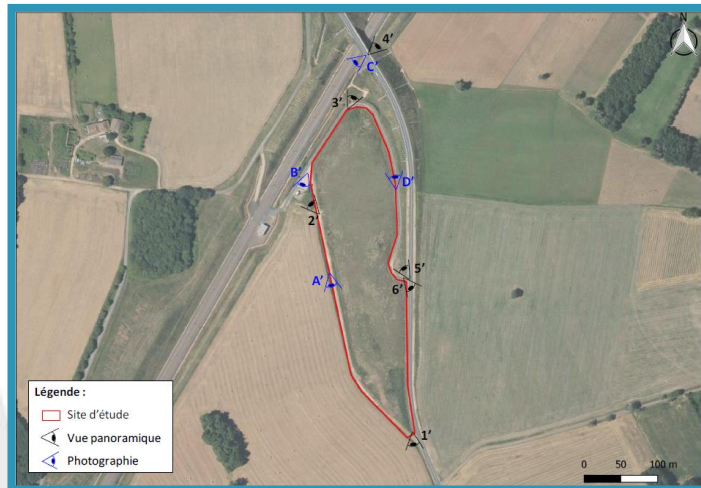 N
4'
C'
3'
B'
D'
2'
A'
5'
6'
1'
Légende :
Site d'étude
Vue panoramique
Photographie
0 50 100 m